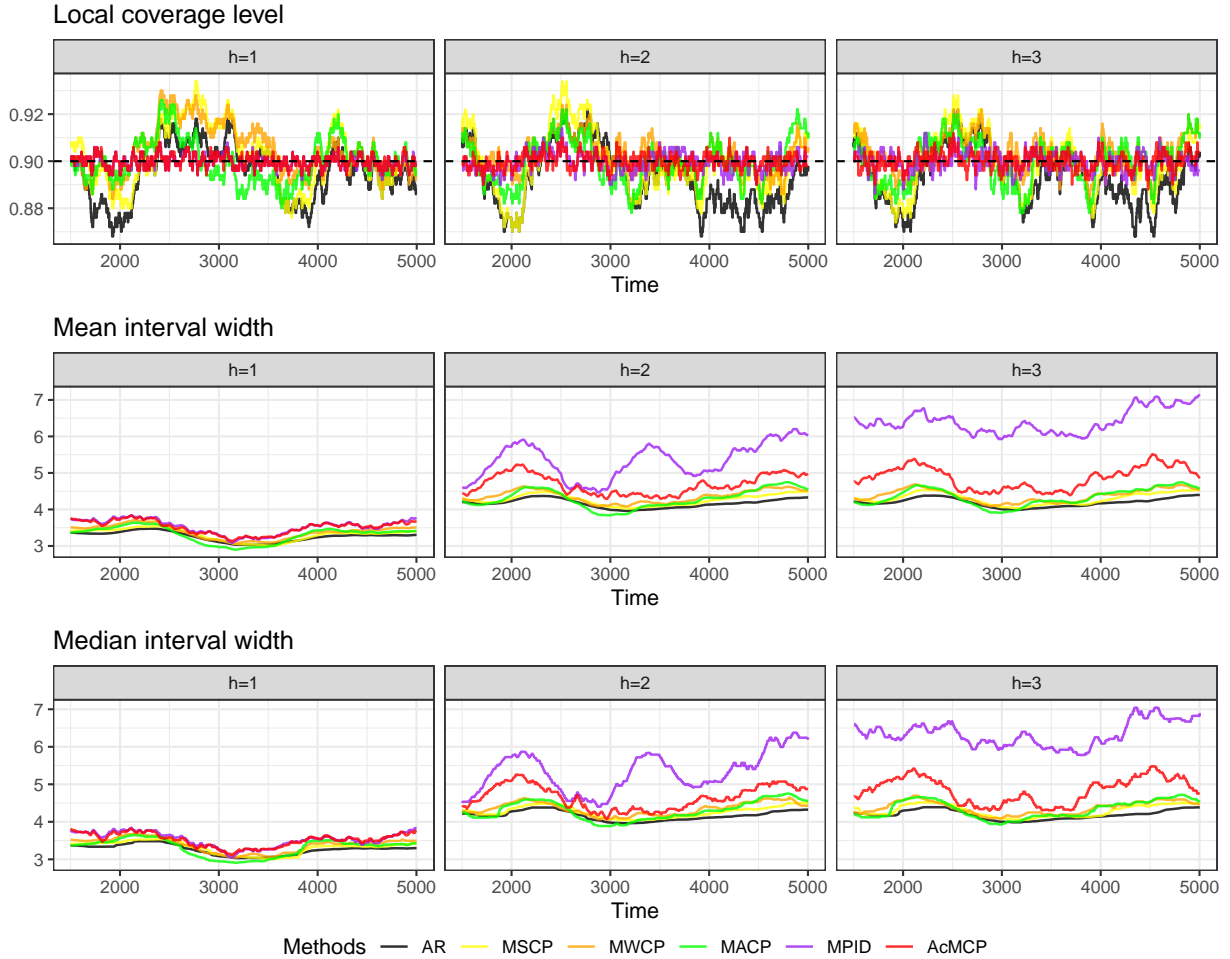 Local coverage level
h=1 h=2 h=3
0.92
0.90
0.88
2000 3000 4000 5000 2000 3000 4000 5000 2000 3000 4000 5000
Time
Mean interval width
h=1 h=2 h=3
7
6
5
4
3
2000 3000 4000 5000 2000 3000 4000 5000 2000 3000 4000 5000
Time
Median interval width
h=1 h=2 h=3
7
6
5
4
3
2000 3000 4000 5000 2000 3000 4000 5000 2000 3000 4000 5000
Time
Methods AR MSCP MWCP MACP MPID AcMCP